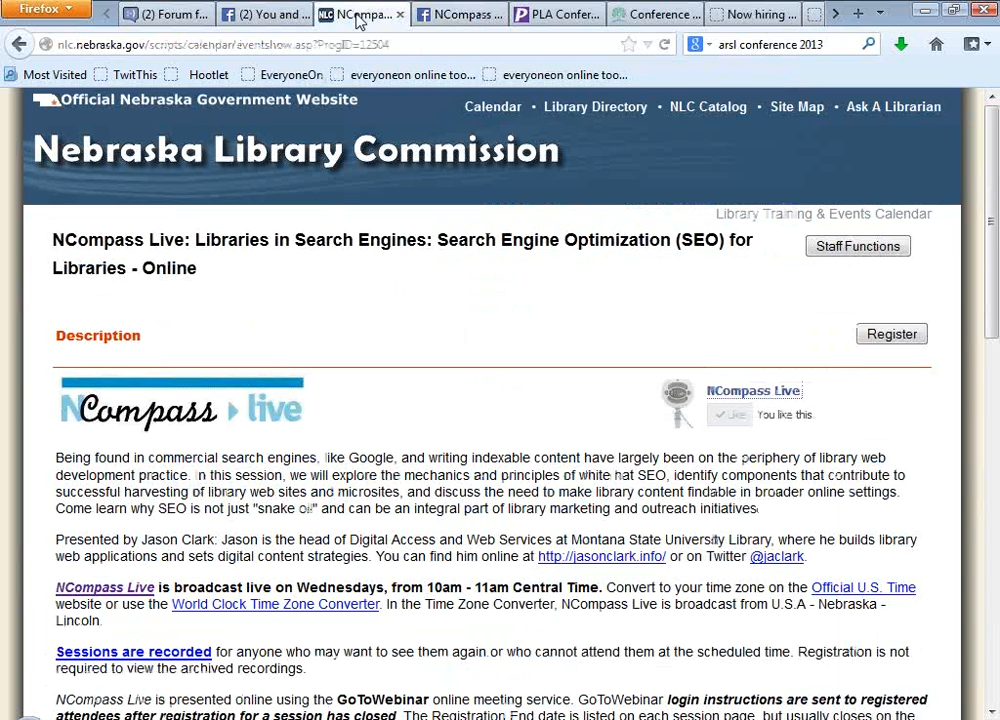 Firefox
(2) Forum f...
(2) You and ...
NLC NCompa...
NCompass ...
PLA Confer...
Conference ...
Now hiring ...
nlc.nebraska.gov/scripts/calendar/eventshow.asp?ProgID=12504
arsl conference 2013
Most Visited TwitThis Hootlet EveryoneOn everyoneon online too... everyoneon online too...
Official Nebraska Government Website
Calendar • Library Directory • NLC Catalog • Site Map • Ask A Librarian
Nebraska Library Commission
Library Training & Events Calendar
NCompass Live: Libraries in Search Engines: Search Engine Optimization (SEO) for
Libraries - Online
Staff Functions
Description
Register
NCompass live
NCompass Live
Like You like this.
Being found in commercial search engines, like Google, and writing indexable content have largely been on the periphery of library web
development practice. In this session, we will explore the mechanics and principles of white hat SEO, identify components that contribute to
successful harvesting of library web sites and microsites, and discuss the need to make library content findable in broader online settings.
Come learn why SEO is not just "snake oil" and can be an integral part of library marketing and outreach initiatives.
Presented by Jason Clark: Jason is the head of Digital Access and Web Services at Montana State University Library, where he builds library
web applications and sets digital content strategies. You can find him online at http://jasonclark.info/ or on Twitter @jaclark.
NCompass Live is broadcast live on Wednesdays, from 10am - 11am Central Time. Convert to your time zone on the Official U.S. Time
website or use the World Clock Time Zone Converter. In the Time Zone Converter, NCompass Live is broadcast from U.S.A - Nebraska -
Lincoln.
Sessions are recorded for anyone who may want to see them again or who cannot attend them at the scheduled time. Registration is not
required to view the archived recordings.
NCompass Live is presented online using the GoToWebinar online meeting service. GoToWebinar login instructions are sent to registered
attendees after registration for a session has closed. The Registration End date is listed on each session page, but usually closes on the